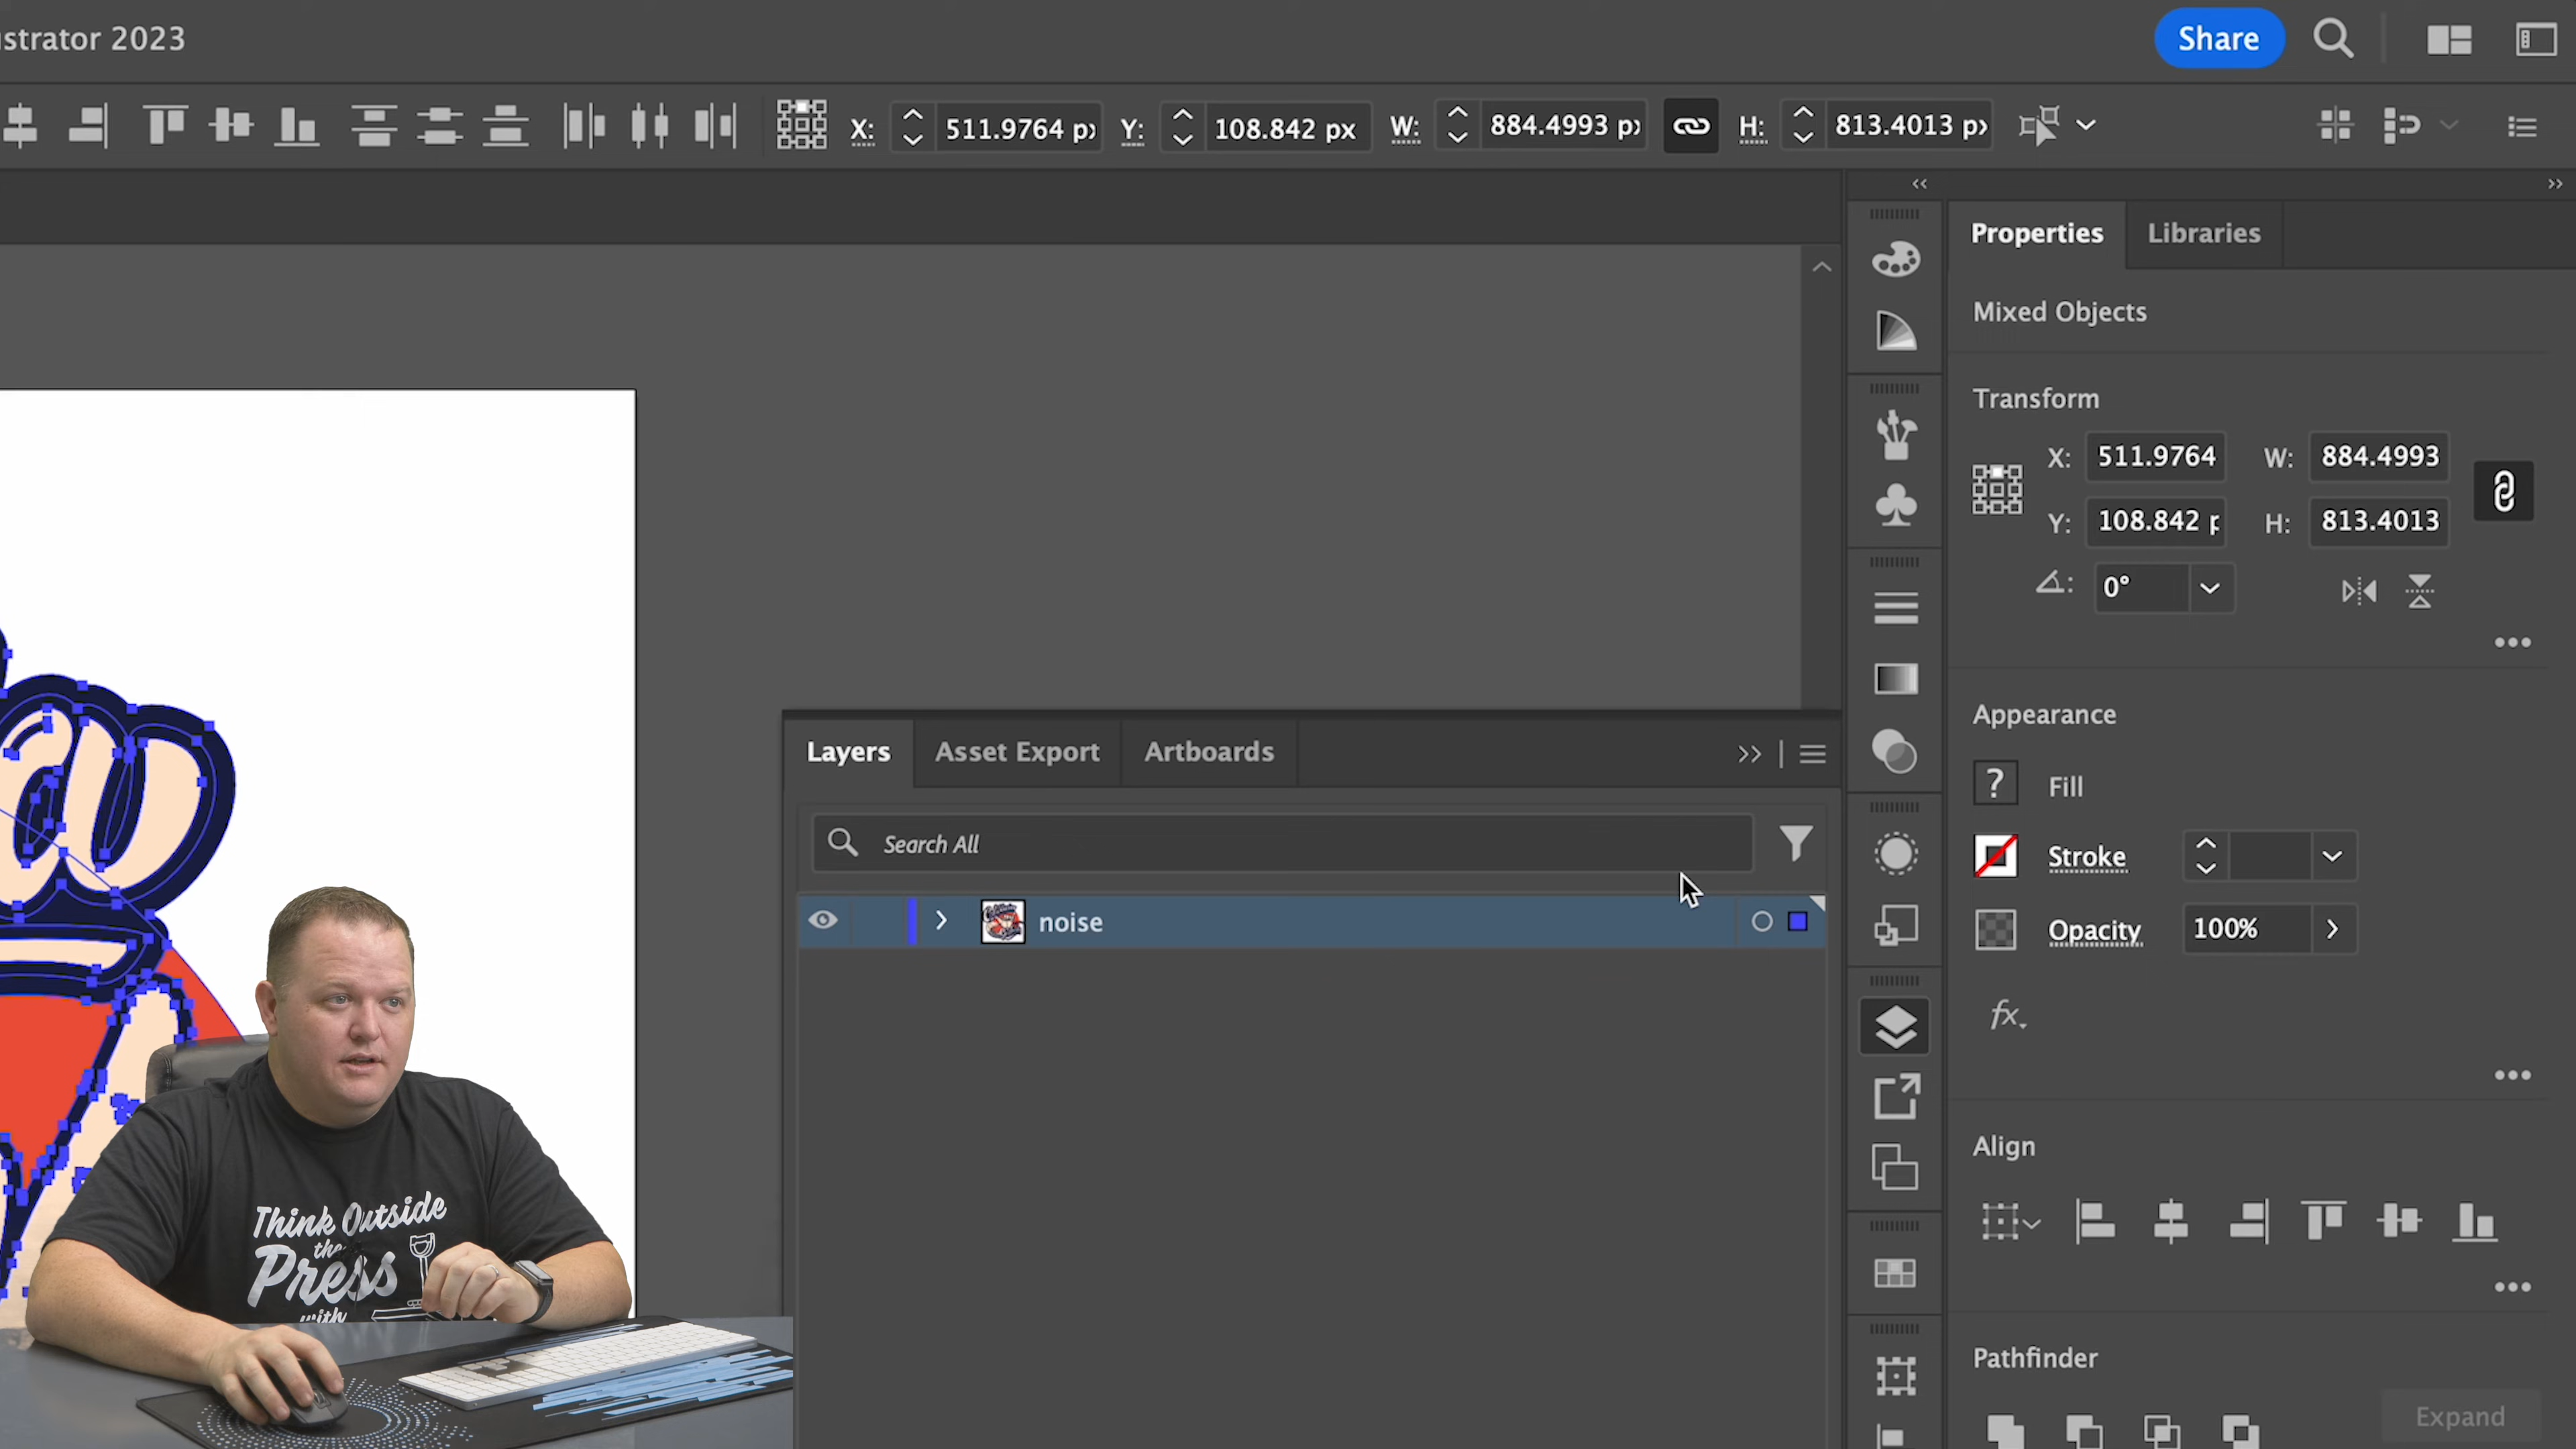 strator 2023
Share
X: 511.9764 px Y: 108.842 px W: 884.4993 px H: 813.4013 px
Properties Libraries
Mixed Objects
Transform
X: 511.9764 W: 884.4993
Y: 108.842 p H: 813.4013
0°
Appearance
Layers Asset Export Artboards
? Fill
Search All
Stroke
noise
Opacity 100%
fx
Align
Think Outside
the
Press
with
Pathfinder
Expand